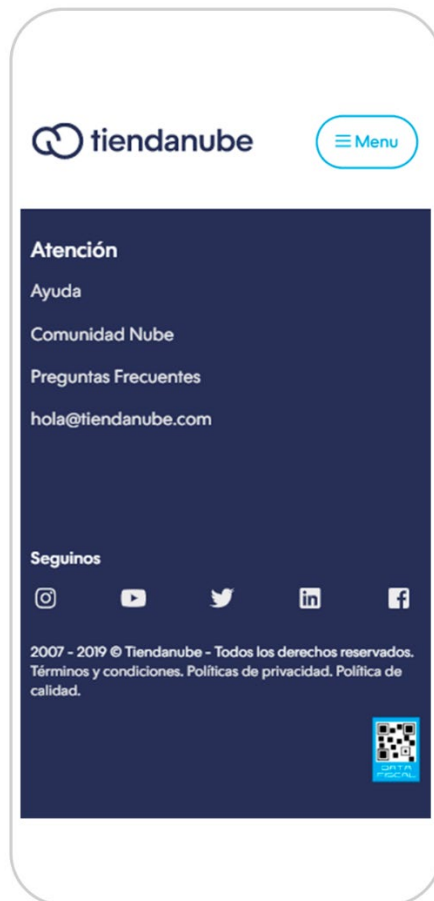 tiendanube
Menu
Atención
Ayuda
Comunidad Nube
Preguntas Frecuentes
hola@tiendanube.com
Seguinos
2007 - 2019 © Tiendanube - Todos los derechos reservados.
Términos y condiciones. Políticas de privacidad. Política de
calidad.
DATA
FISCAL